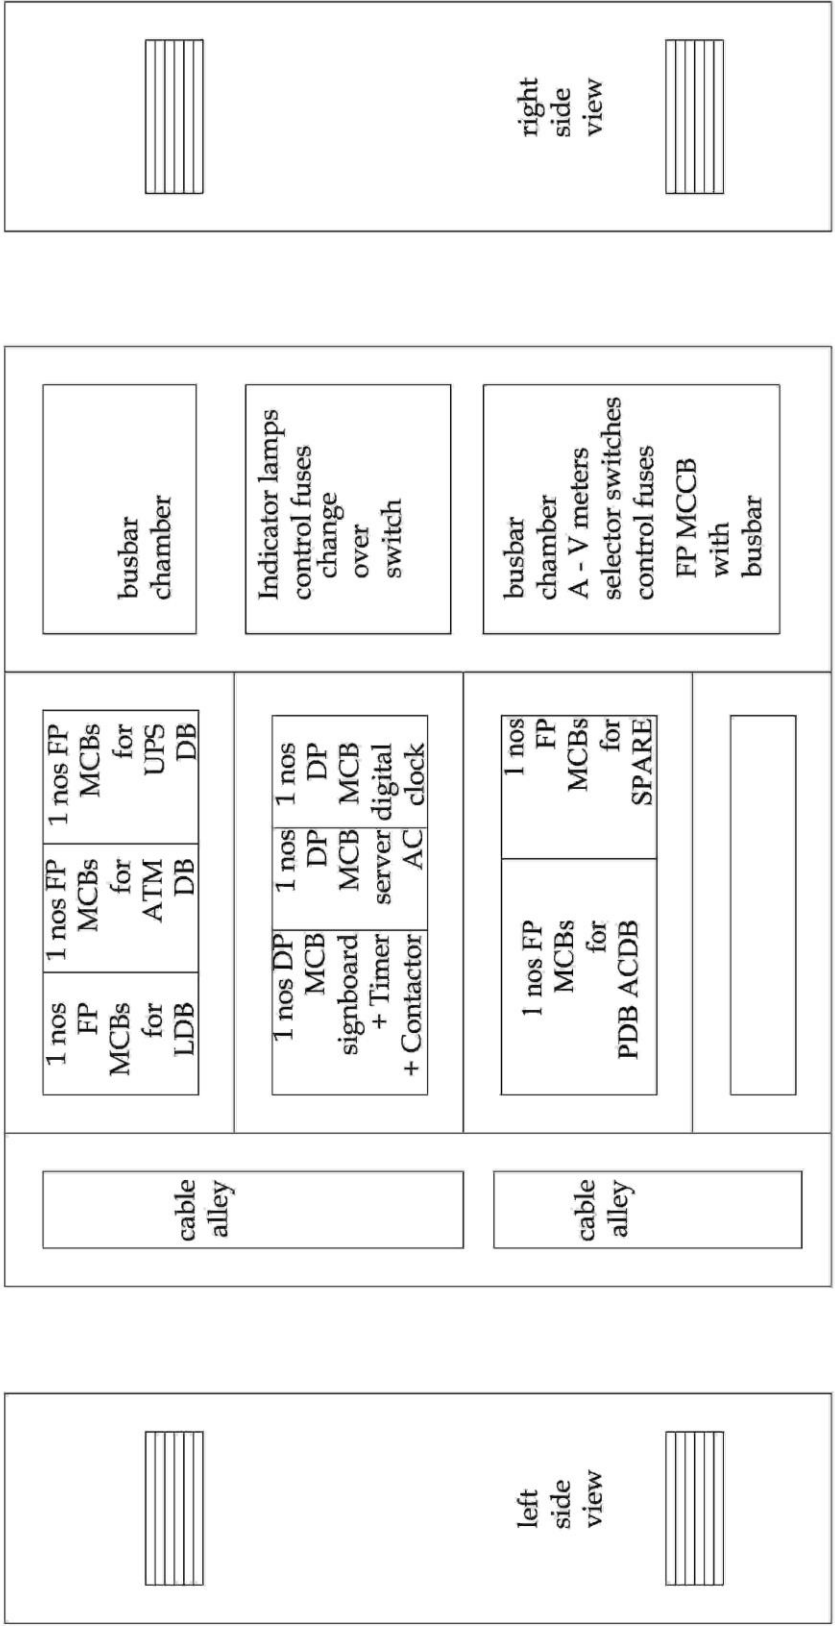 left
side
view
cable
alley
cable
alley
1 nos
FP
MCBs
for
LDB
1 nos FP
MCBs
for
ATM
DB
1 nos FP
MCBs
for
UPS
DB
1 nos DP
MCB
signboard
+ Timer
+ Contactor
1 nos
DP
MCB
server
AC
1 nos
DP
MCB
digital
clock
1 nos FP
MCBs
for
PDB ACDB
1 nos
FP
MCBs
for
SPARE
busbar
chamber
Indicator lamps
control fuses
change
over
switch
busbar
chamber
A - V meters
selector switches
control fuses
FP MCCB
with
busbar
right
side
view